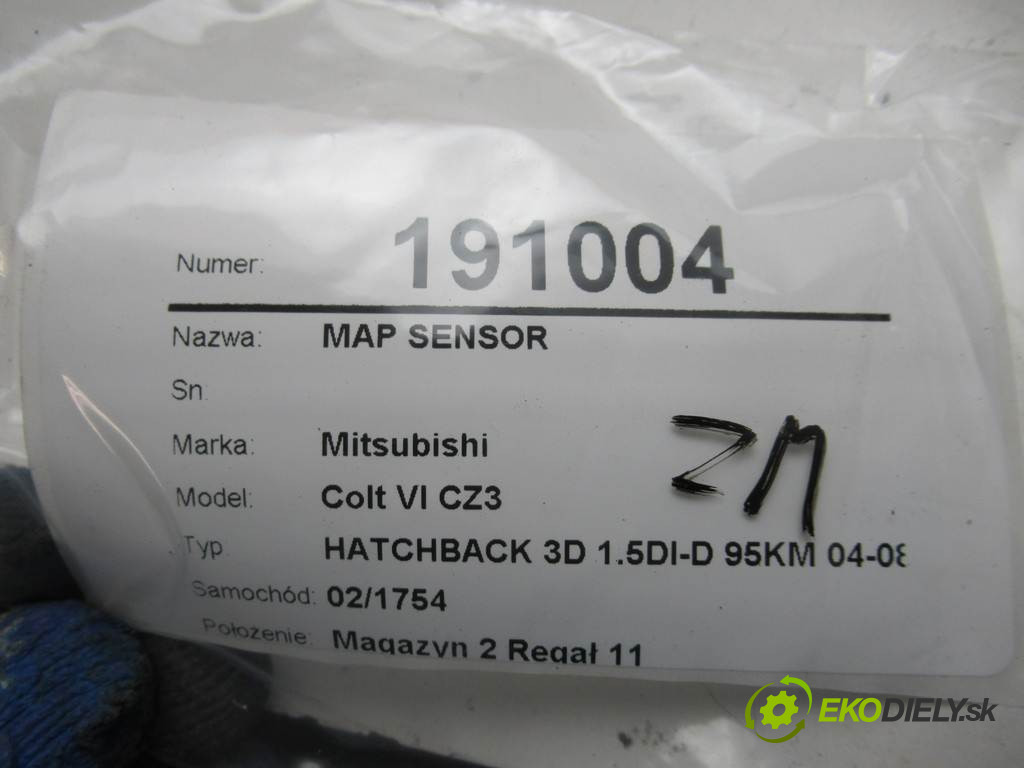 Numer: 191004
Nazwa: MAP SENSOR
Sn.
Marka: Mitsubishi
ZM
Model: Colt VI CZ3
Typ. HATCHBACK 3D 1.5DI-D 95KM 04-08
Samochód: 02/1754
Położenie: Magazyn 2 Regał 11
EKODIELY.sk